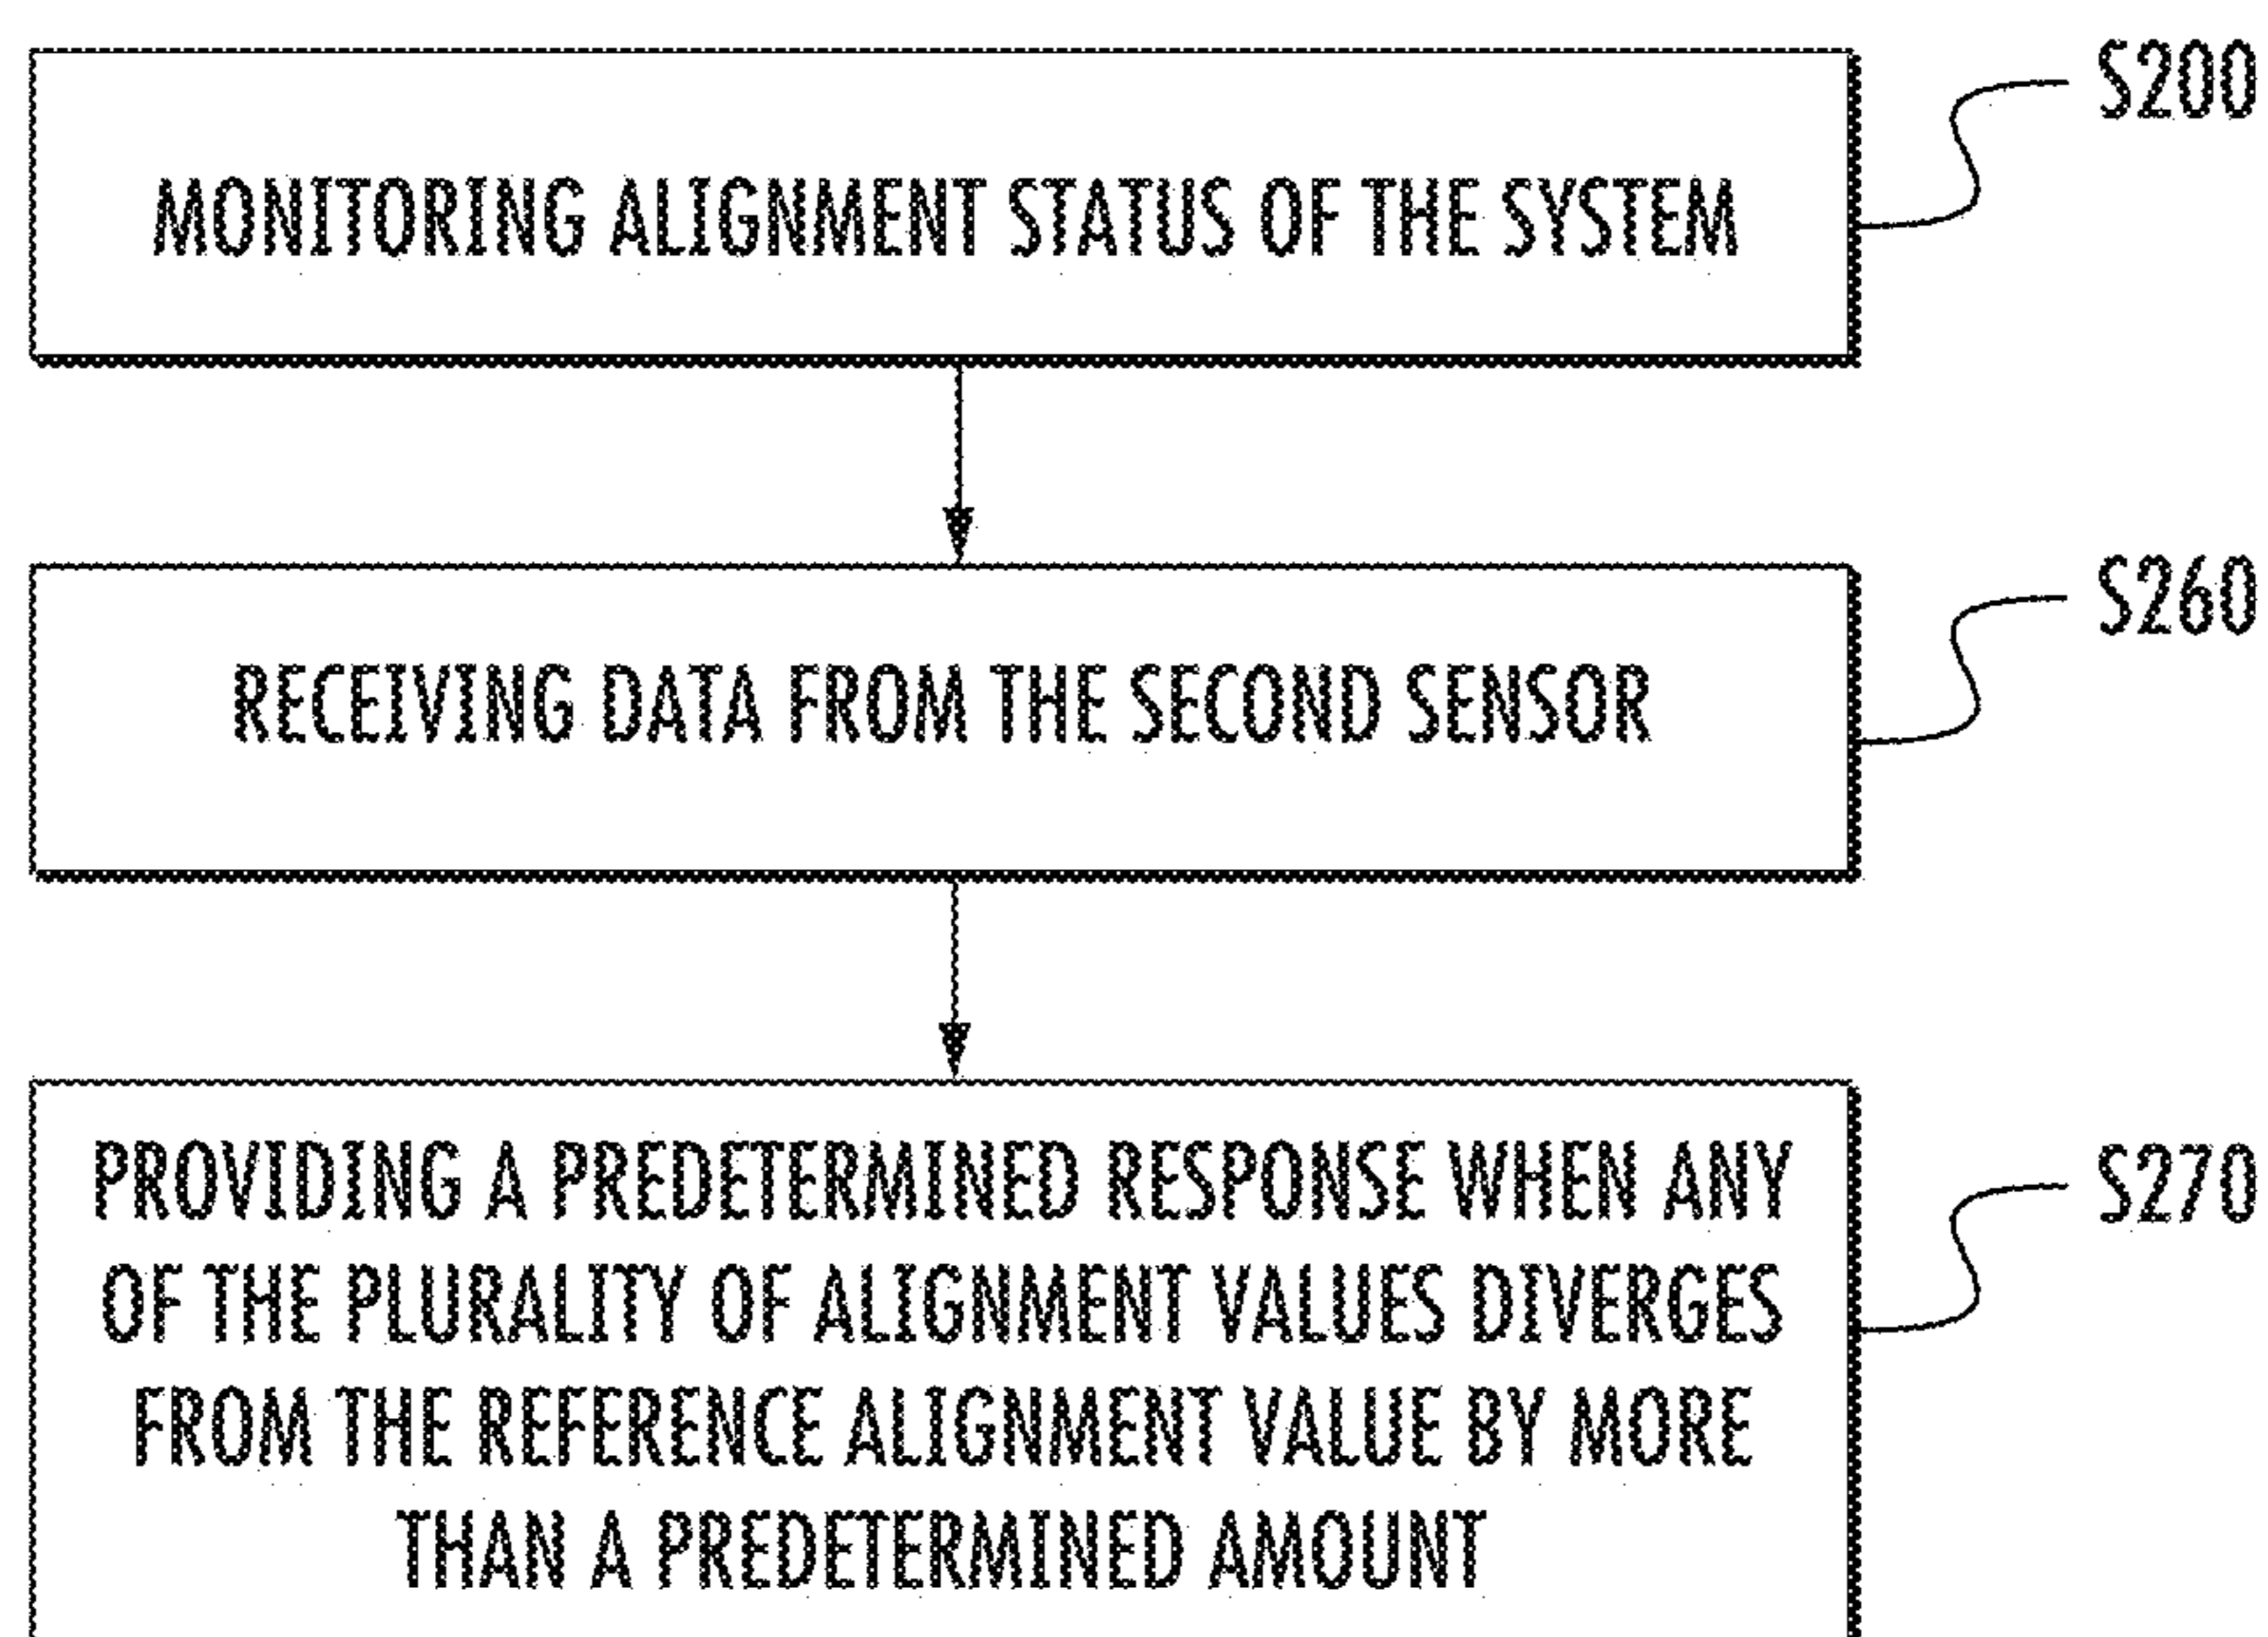 S200
MONITORING ALIGNMENT STATUS OF THE SYSTEM
S260
RECEIVING DATA FROM THE SECOND SENSOR
S270
PROVIDING A PREDETERMINED RESPONSE WHEN ANY
OF THE PLURALITY OF ALIGNMENT VALUES DIVERGES
FROM THE REFERENCE ALIGNMENT VALUE BY MORE
THAN A PREDETERMINED AMOUNT